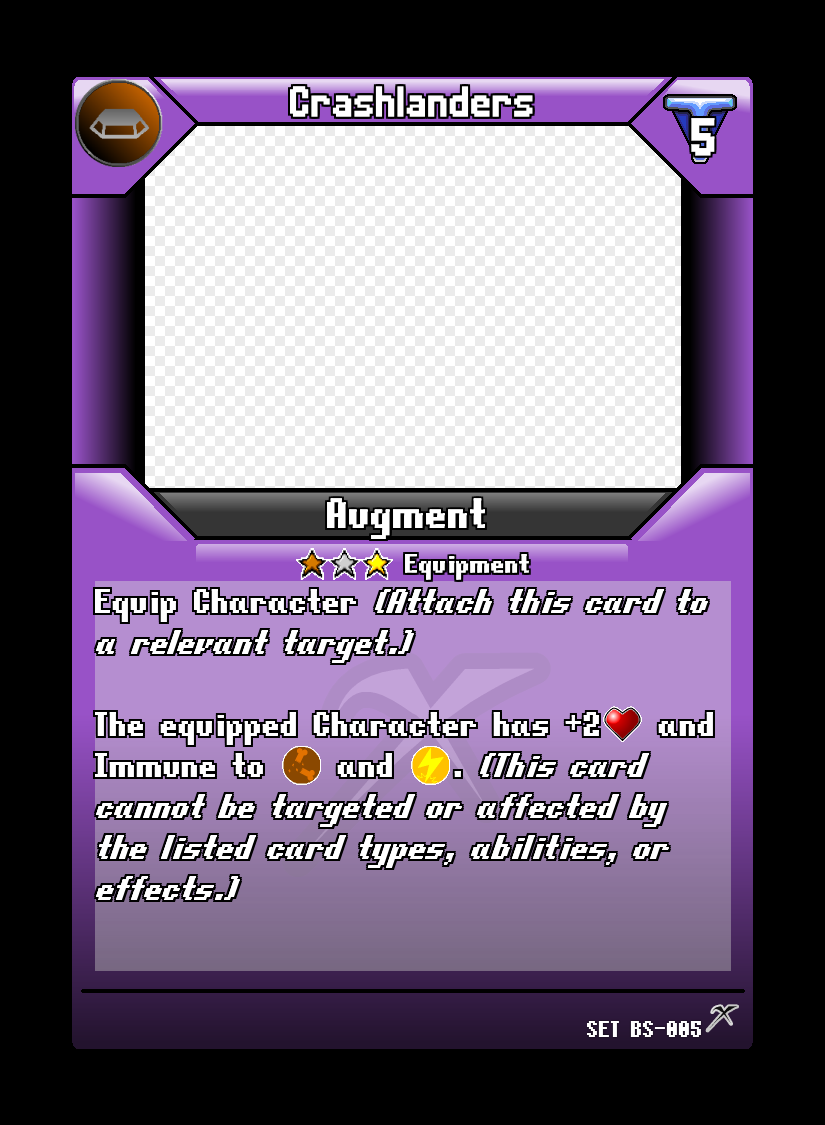 Crashlanders
5
Augment
Equipment
Equip Character (Attach this card to
a relevant target.)
The equipped Character has +2 and
Immune to and . (This card
cannot be targeted or affected by
the listed card types, abilities, or
effects.)
SET BS-005